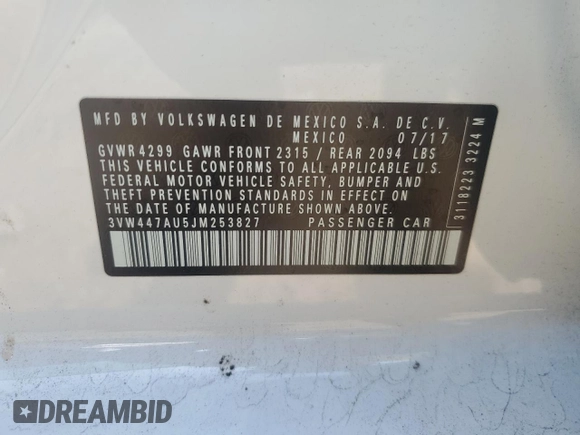 MFD BY VOLKSWAGEN DE MEXICO S.A. DE C.V.
MEXICO 07/17
GVWR 4299 GAWR FRONT 2315 / REAR 2094 LBS
THIS VEHICLE CONFORMS TO ALL APPLICABLE U.S.
FEDERAL MOTOR VEHICLE SAFETY, BUMPER AND
THEFT PREVENTION STANDARDS IN EFFECT ON
THE DATE OF MANUFACTURE SHOWN ABOVE.
3VW447AU5JM253827 PASSENGER CAR
3118223 3224 M
DREAMBID